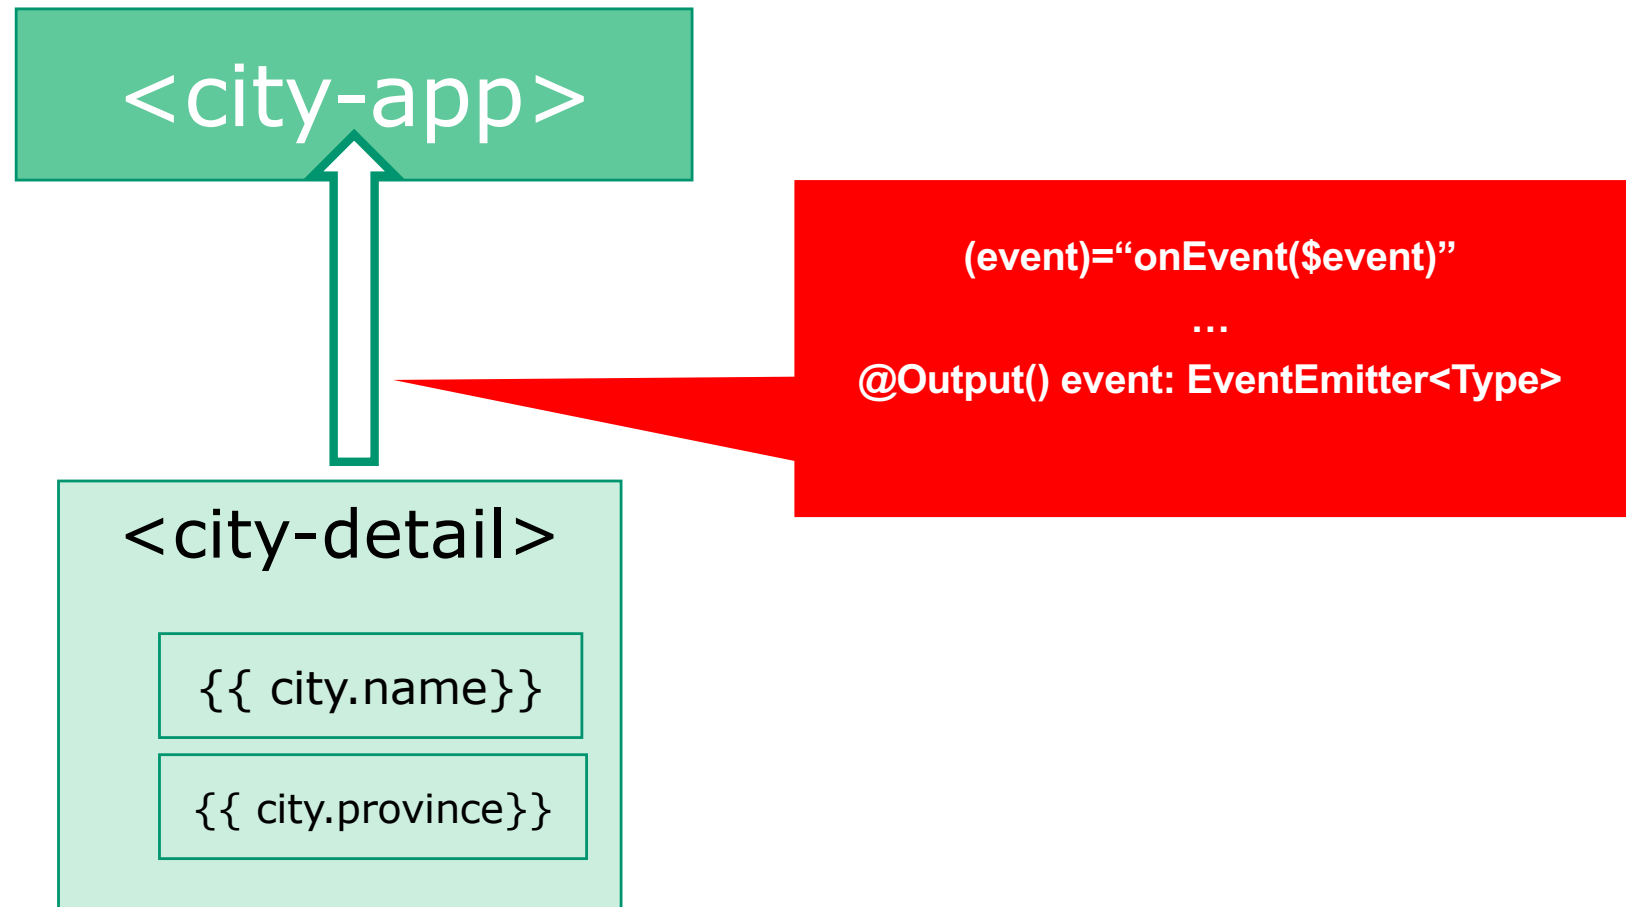 <city-app>
(event)=“onEvent($event)”
…
@Output() event: EventEmitter<Type>
<city-detail>
{{ city.name}}
{{ city.province}}